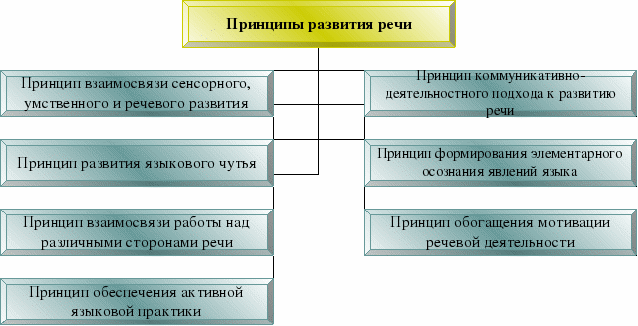 Принципы развития речи
Принцип взаимосвязи сенсорного,
умственного и речевого развития
Принцип коммуникативно-
деятельностного подхода к развитию
речи
Принцип развития языкового чутья
Принцип формирования элементарного
осознания явлений языка
Принцип взаимосвязи работы над
различными сторонами речи
Принцип обогащения мотивации
речевой деятельности
Принцип обеспечения активной
языковой практики